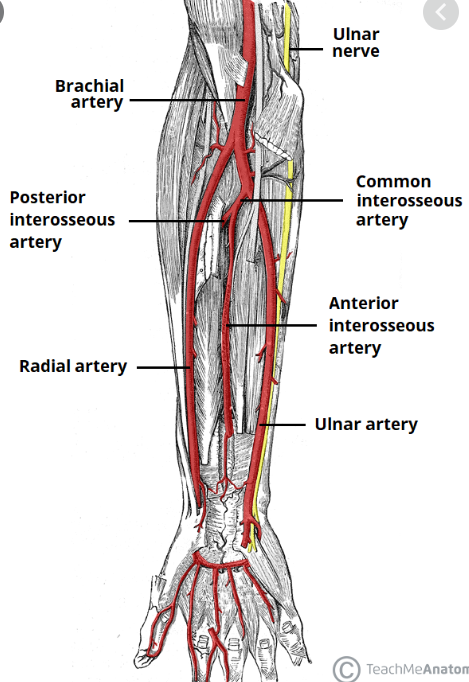 Ulnar
nerve
Brachial
artery
Posterior
interosseous
artery
Common
interosseous
artery
Anterior
interosseous
artery
Radial artery
Ulnar artery
© TeachMeAnatom